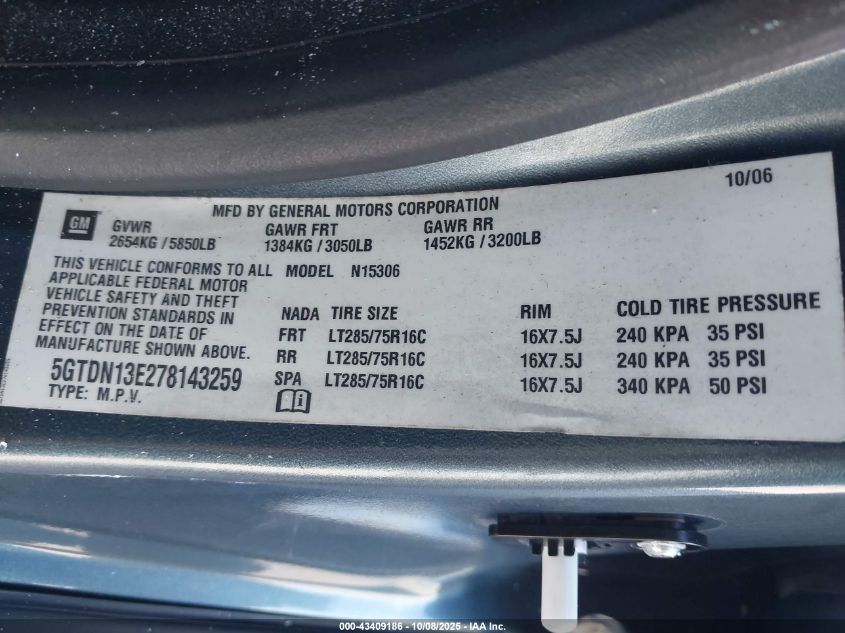 10/06
MFD BY GENERAL MOTORS CORPORATION
GM
GVWR GAWR FRT GAWR RR
2654KG / 5850LB 1384KG / 3050LB 1452KG / 3200LB
THIS VEHICLE CONFORMS TO ALL MODEL N15306
APPLICABLE FEDERAL MOTOR
VEHICLE SAFETY AND THEFT
PREVENTION STANDARDS IN
EFFECT ON THE DATE OF
MANUFACTURE SHOWN ABOVE.
5GTDN13E278143259
TYPE: M.P.V.
NADA TIRE SIZE RIM COLD TIRE PRESSURE
FRT LT285/75R16C 16X7.5J 240 KPA 35 PSI
RR LT285/75R16C 16X7.5J 240 KPA 35 PSI
SPA LT285/75R16C 16X7.5J 340 KPA 50 PSI
000-43409186 - 10/08/2025 - IAA Inc.